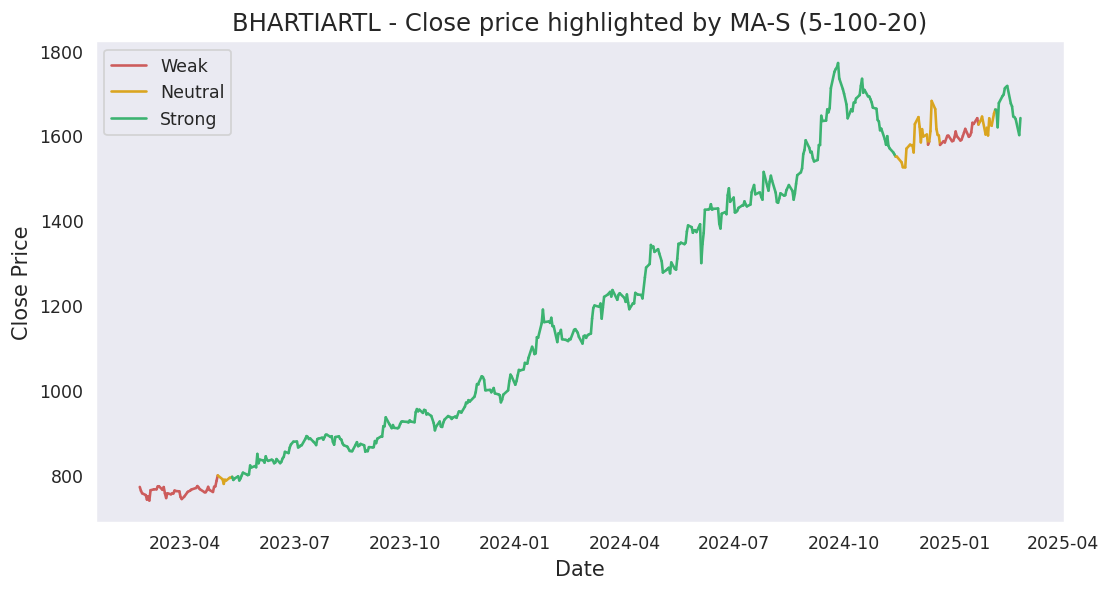 BHARTIARTL - Close price highlighted by MA-S (5-100-20)
Weak
Neutral
Strong
Close Price
1800
1600
1400
1200
1000
800
2023-04 2023-07 2023-10 2024-01 2024-04 2024-07 2024-10 2025-01 2025-04
Date